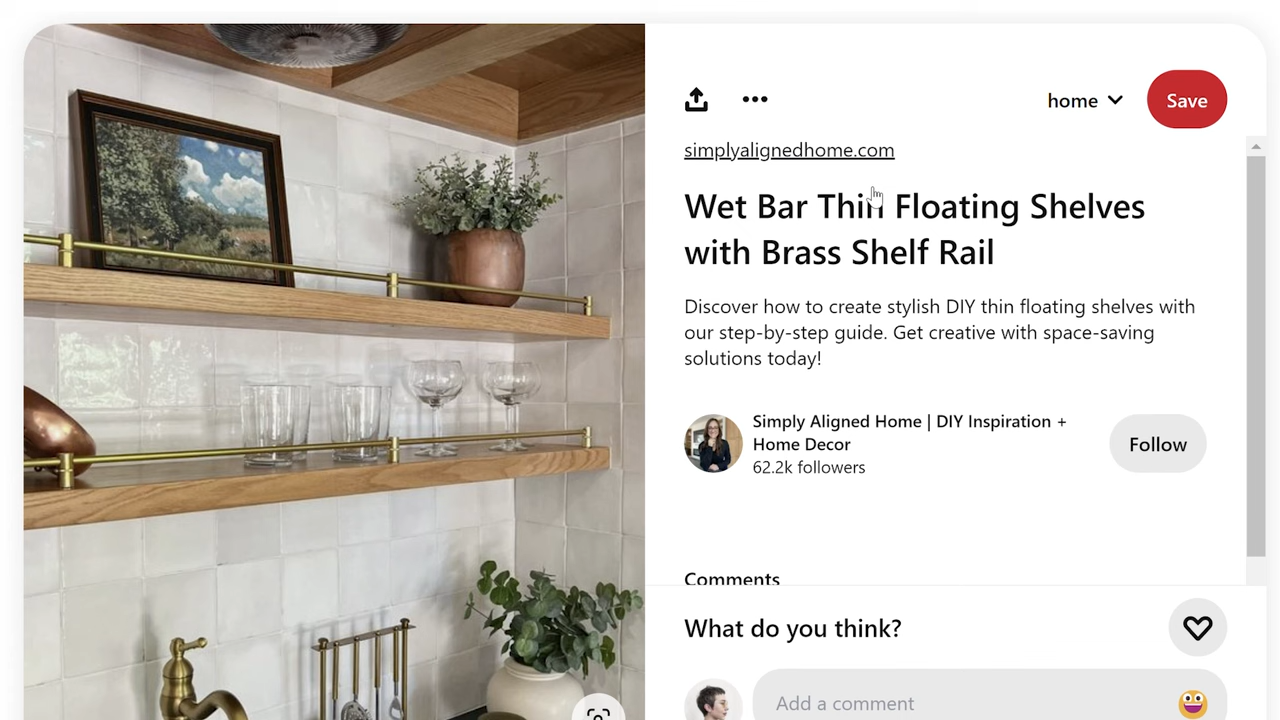 home
Save
simplyalignedhome.com
Wet Bar Thin Floating Shelves
with Brass Shelf Rail
Discover how to create stylish DIY thin floating shelves with
our step-by-step guide. Get creative with space-saving
solutions today!
Simply Aligned Home | DIY Inspiration +
Home Decor
62.2k followers
Follow
Comments
What do you think?
Add a comment